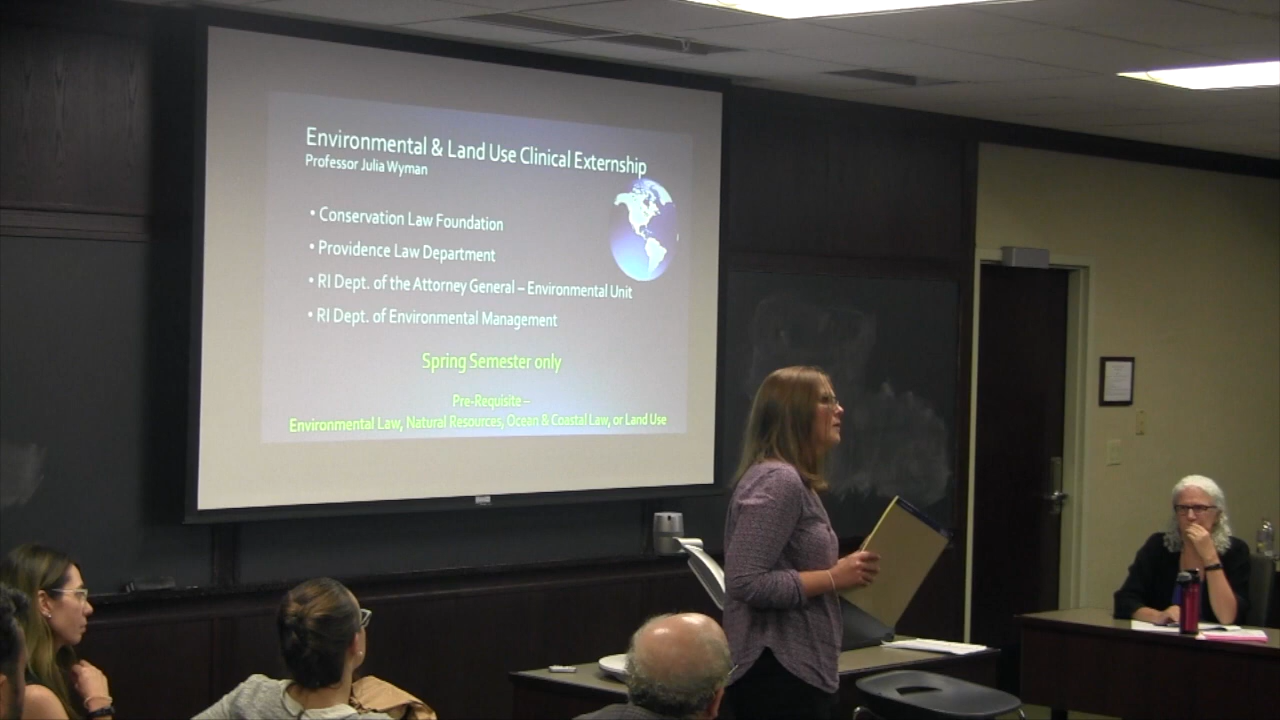 Environmental & Land Use Clinical Externship
Professor Julia Wyman
• Conservation Law Foundation
• Providence Law Department
• RI Dept. of the Attorney General – Environmental Unit
• RI Dept. of Environmental Management
Spring Semester only
Pre-Requisite –
Environmental Law, Natural Resources, Ocean & Coastal Law, or Land Use